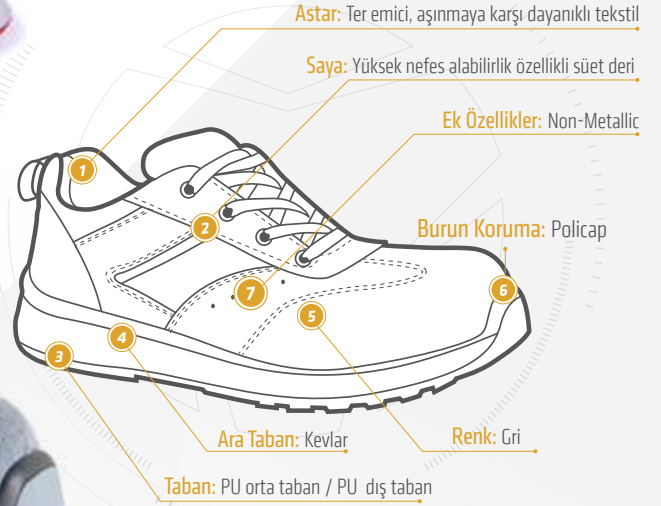 Astar: Ter emici, aşınmaya karşı dayanıklı tekstil
Saya: Yüksek nefes alabilirlik özellikli süet deri
Ek Özellikler: Non-Metallic
Burun Koruma: Policap
1
2
7
6
5
4
3
Ara Taban: Kevlar
Renk: Gri
Taban: PU orta taban / PU dış taban